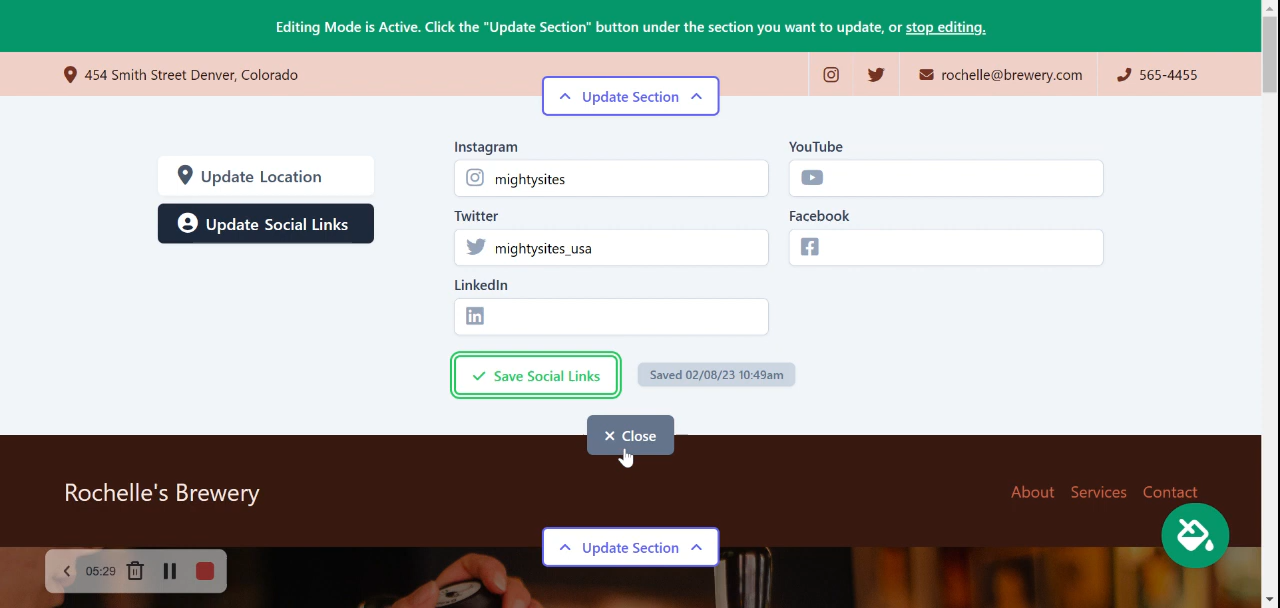 Editing Mode is Active. Click the "Update Section" button under the section you want to update, or stop editing.
454 Smith Street Denver, Colorado
rochelle@brewery.com
565-4455
Update Section
Instagram
YouTube
mightysites
Update Location
Update Social Links
Twitter
Facebook
mightysites_usa
LinkedIn
Save Social Links
Saved 02/08/23 10:49am
Close
Rochelle's Brewery
About Services Contact
Update Section
05:29